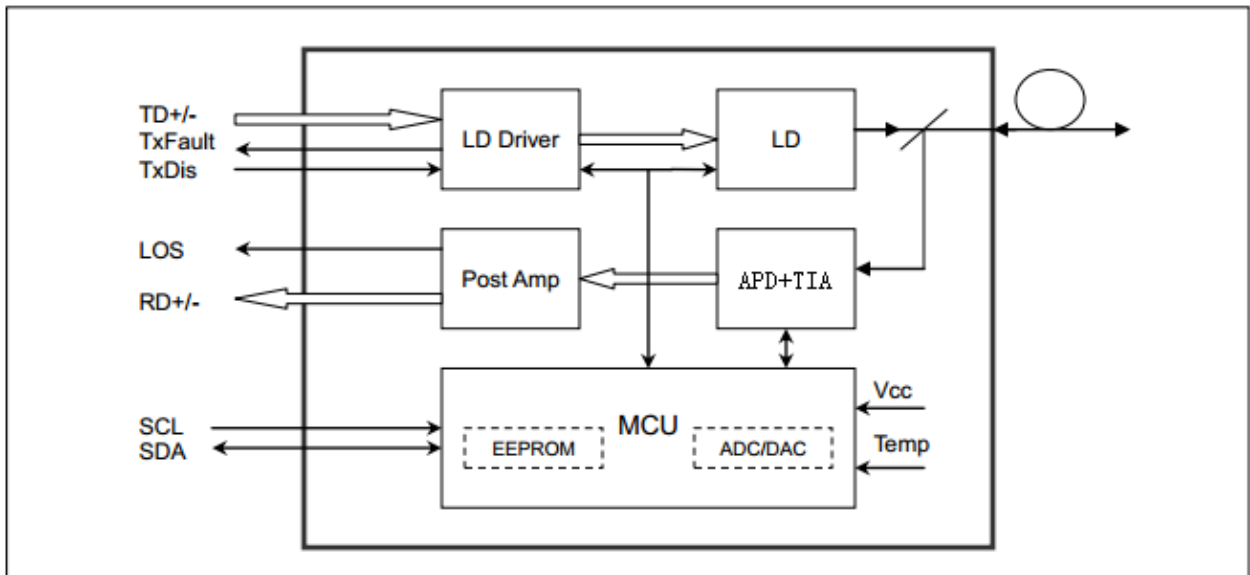 TD+/-
TxFault
TxDis
LD Driver
LD
LOS
RD+/-
Post Amp
APD+TIA
SCL
SDA
MCU
EEPROM
ADC/DAC
Vcc
Temp